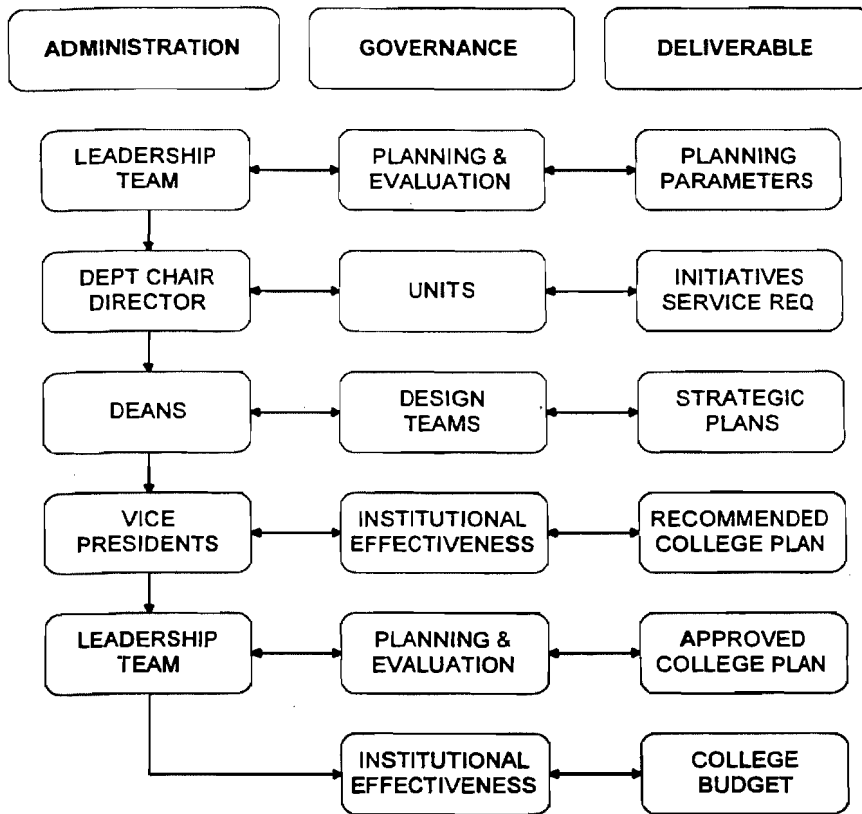 ADMINISTRATION
GOVERNANCE
DELIVERABLE
LEADERSHIP
TEAM
PLANNING &
EVALUATION
PLANNING
PARAMETERS
DEPT CHAIR
DIRECTOR
UNITS
INITIATIVES
SERVICE REQ
DEANS
DESIGN
TEAMS
STRATEGIC
PLANS
VICE
PRESIDENTS
INSTITUTIONAL
EFFECTIVENESS
RECOMMENDED
COLLEGE PLAN
LEADERSHIP
TEAM
PLANNING &
EVALUATION
APPROVED
COLLEGE PLAN
INSTITUTIONAL
EFFECTIVENESS
COLLEGE
BUDGET